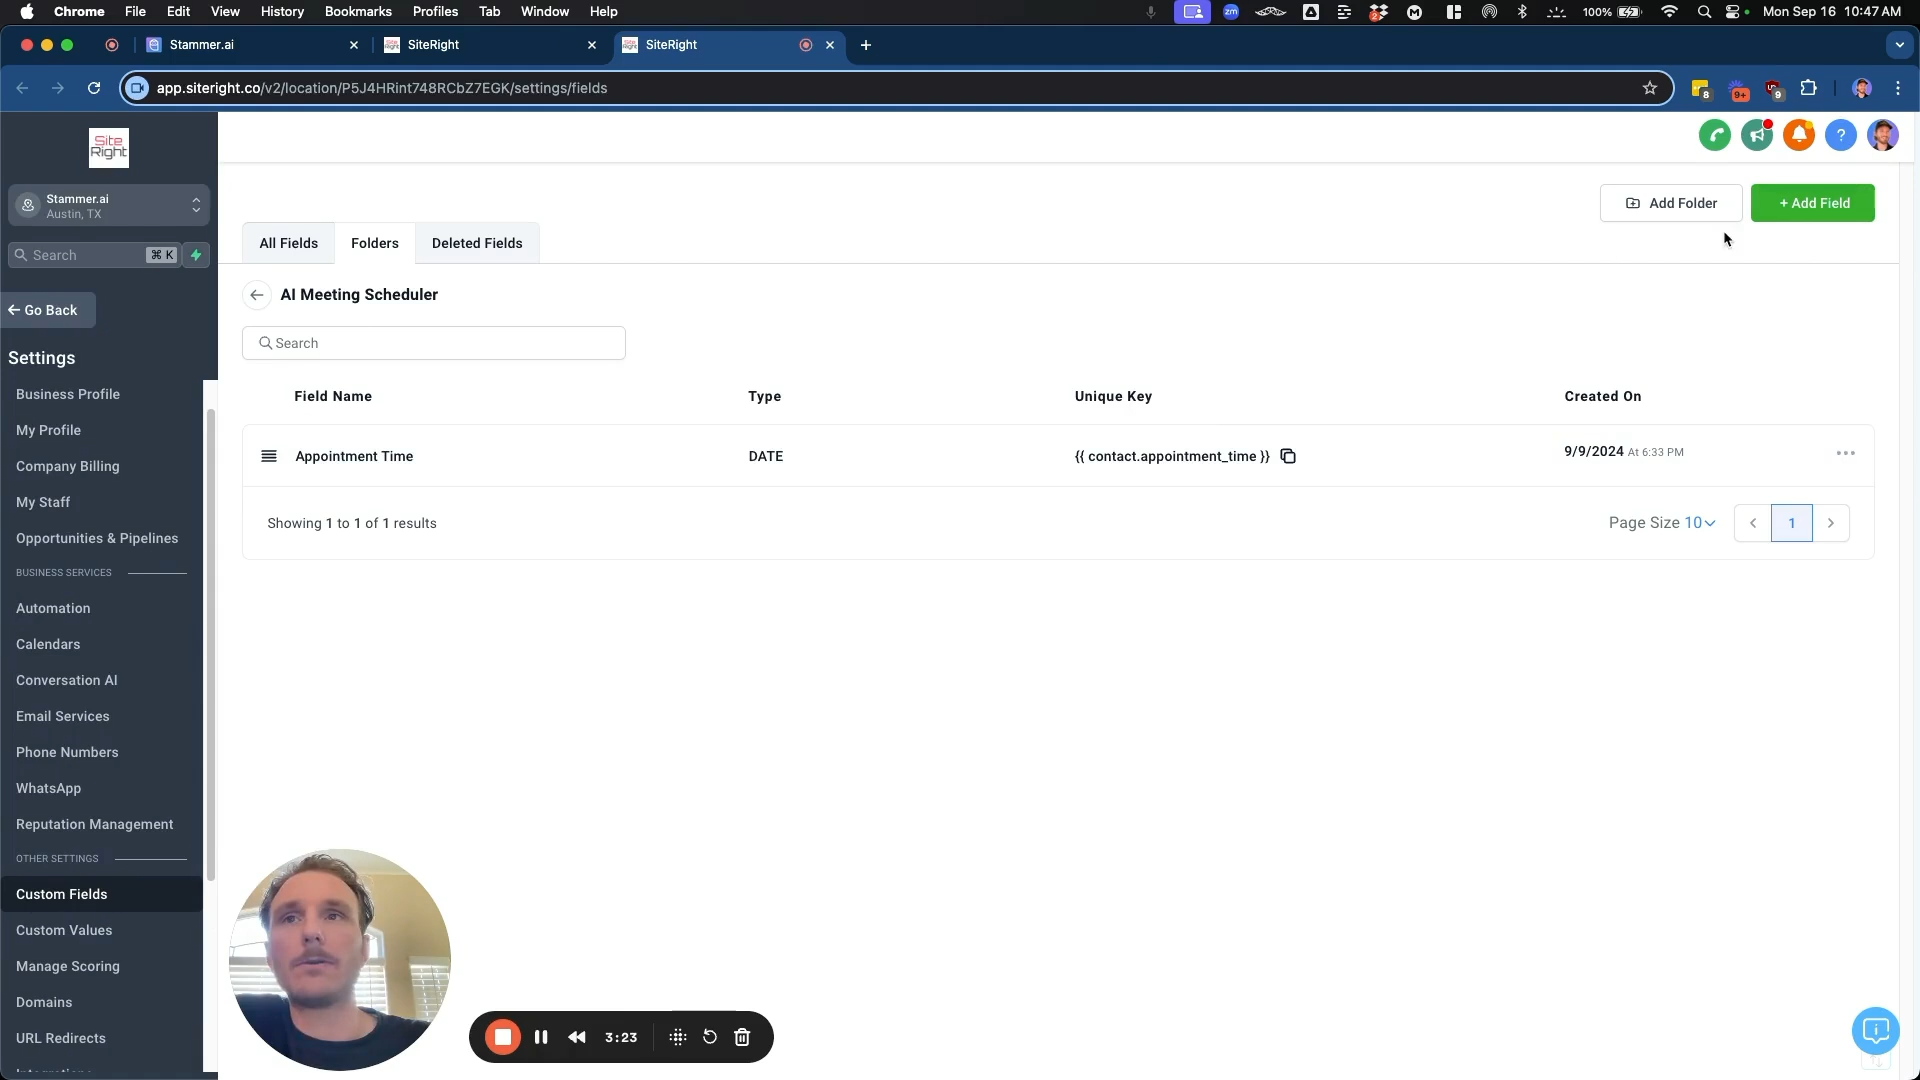 Chrome File Edit View History Bookmarks Profiles Tab Window Help
zm 2 M 100% Mon Sep 16 10:47 AM
Stammer.ai
SiteRight
SiteRight
app.siteright.co/v2/location/P5J4HRint748RCbZ7EGK/settings/fields
8 9+ 9
Site
Right
Stammer.ai
Austin, TX
Search ⌘ K
Go Back
Settings
Business Profile
My Profile
Company Billing
My Staff
Opportunities & Pipelines
BUSINESS SERVICES
Automation
Calendars
Conversation AI
Email Services
Phone Numbers
WhatsApp
Reputation Management
OTHER SETTINGS
Custom Fields
Custom Values
Manage Scoring
Domains
URL Redirects
Add Folder
+ Add Field
All Fields Folders Deleted Fields
AI Meeting Scheduler
Search
Field Name Type Unique Key Created On
Appointment Time DATE {{ contact.appointment_time }} 9/9/2024 At 6:33 PM
Showing 1 to 1 of 1 results
Page Size 10
1
3:23